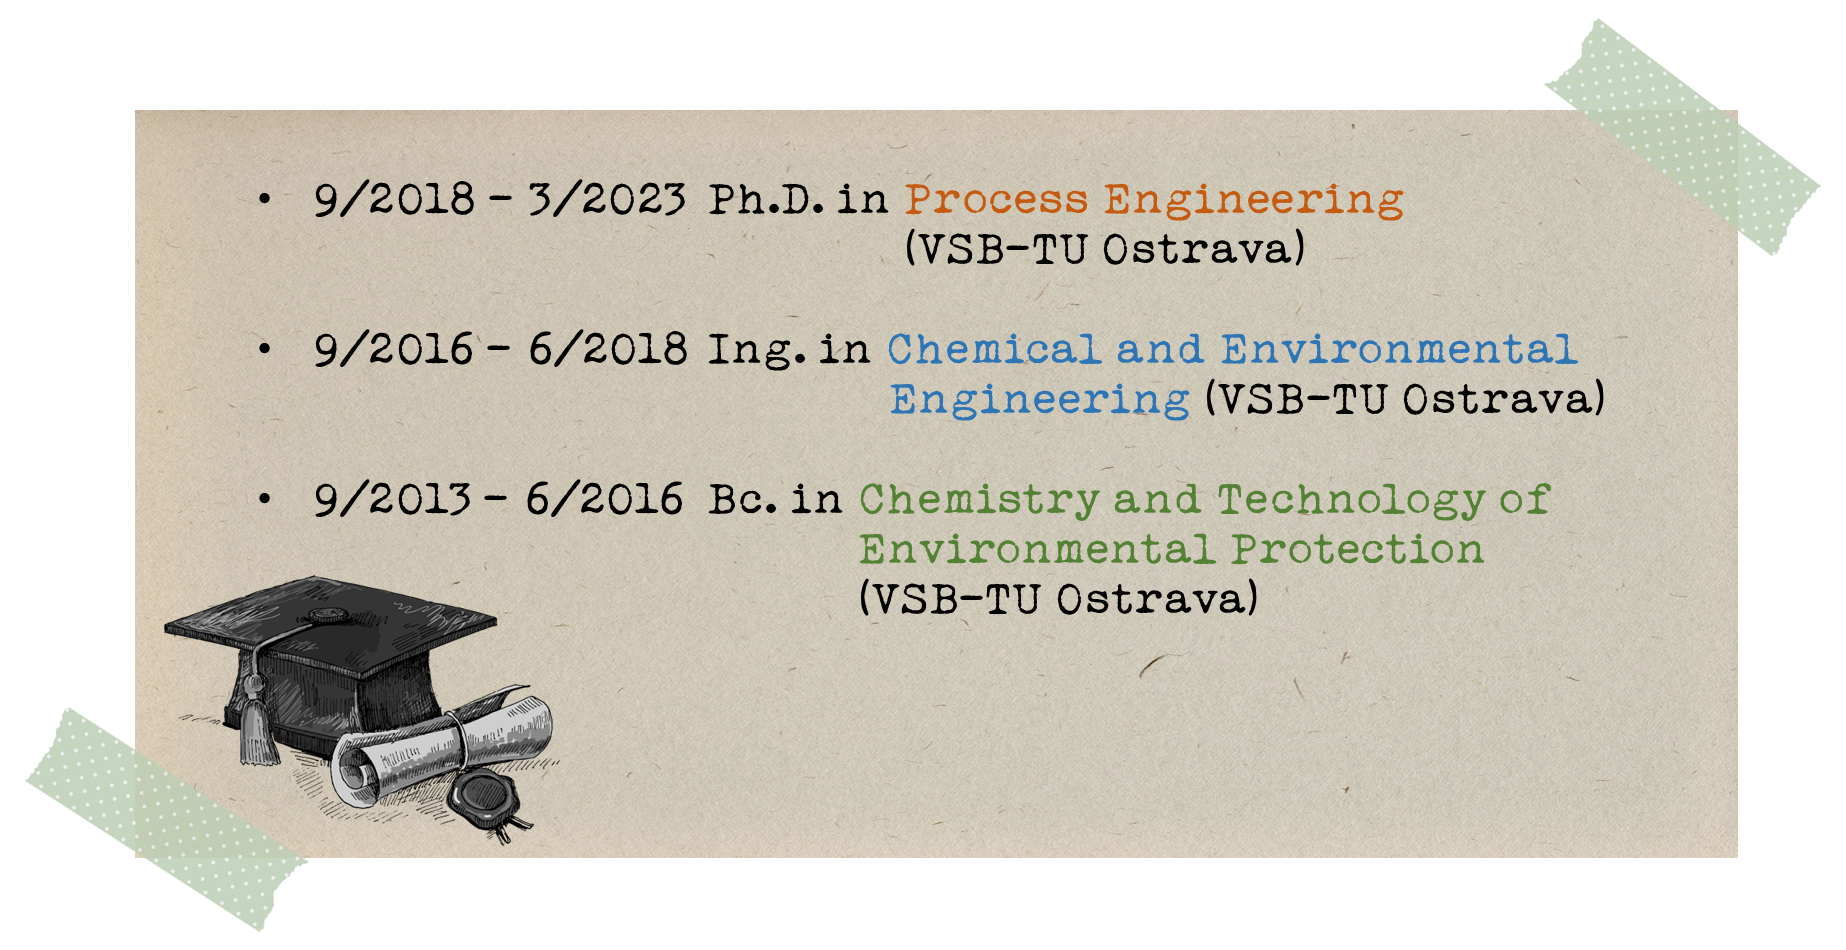 • 9/2018 – 3/2023 Ph.D. in Process Engineering
(VSB-TU Ostrava)
• 9/2016 – 6/2018 Ing. in Chemical and Environmental
Engineering (VSB-TU Ostrava)
• 9/2013 – 6/2016 Bc. in Chemistry and Technology of
Environmental Protection
(VSB-TU Ostrava)